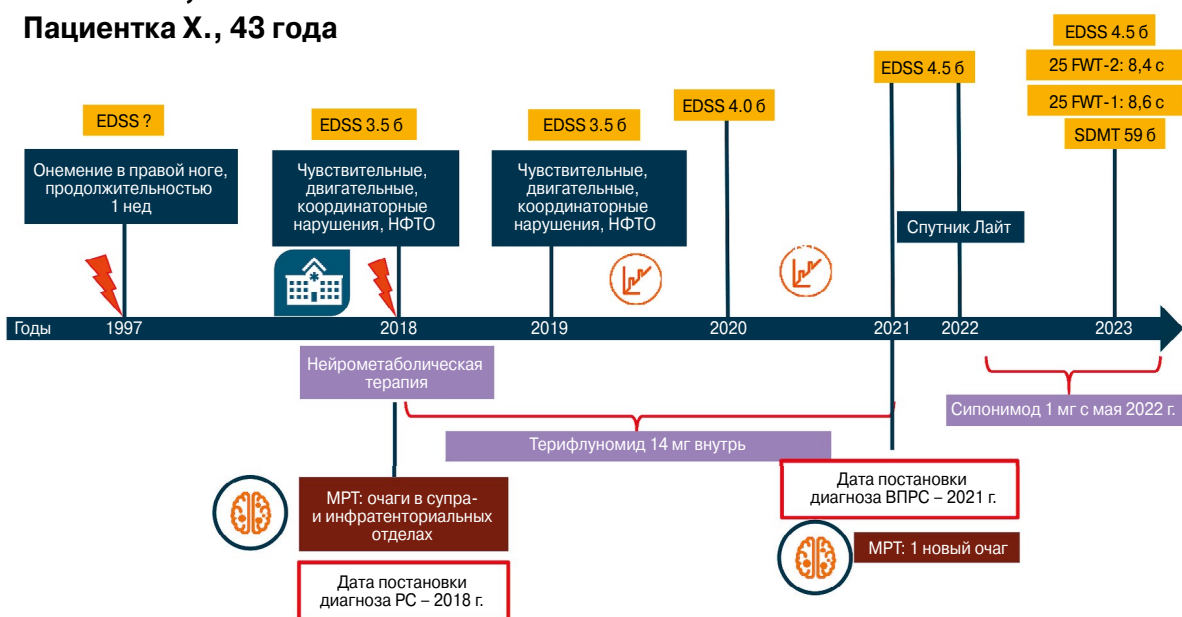 Пациентка Х., 43 года
EDSS ?
Онемение в правой ноге,
продолжительностью
1 нед
EDSS 3.5 б
Чувствительные,
двигательные,
координаторные
нарушения, НФТО
EDSS 3.5 б
Чувствительные,
двигательные,
координаторные
нарушения, НФТО
EDSS 4.0 б
EDSS 4.5 б
Спутник Лайт
EDSS 4.5 б
25 FWT-2: 8,4 с
25 FWT-1: 8,6 с
SDMT 59 б
Годы 1997 2018 2019 2020 2021 2022 2023
Нейрометаболическая
терапия
Терифлуномид 14 мг внутрь
Сипонимод 1 мг с мая 2022 г.
МРТ: очаги в супра-
и инфратенториальных
отделах
Дата постановки
диагноза РС – 2018 г.
Дата постановки
диагноза ВПРС – 2021 г.
МРТ: 1 новый очаг